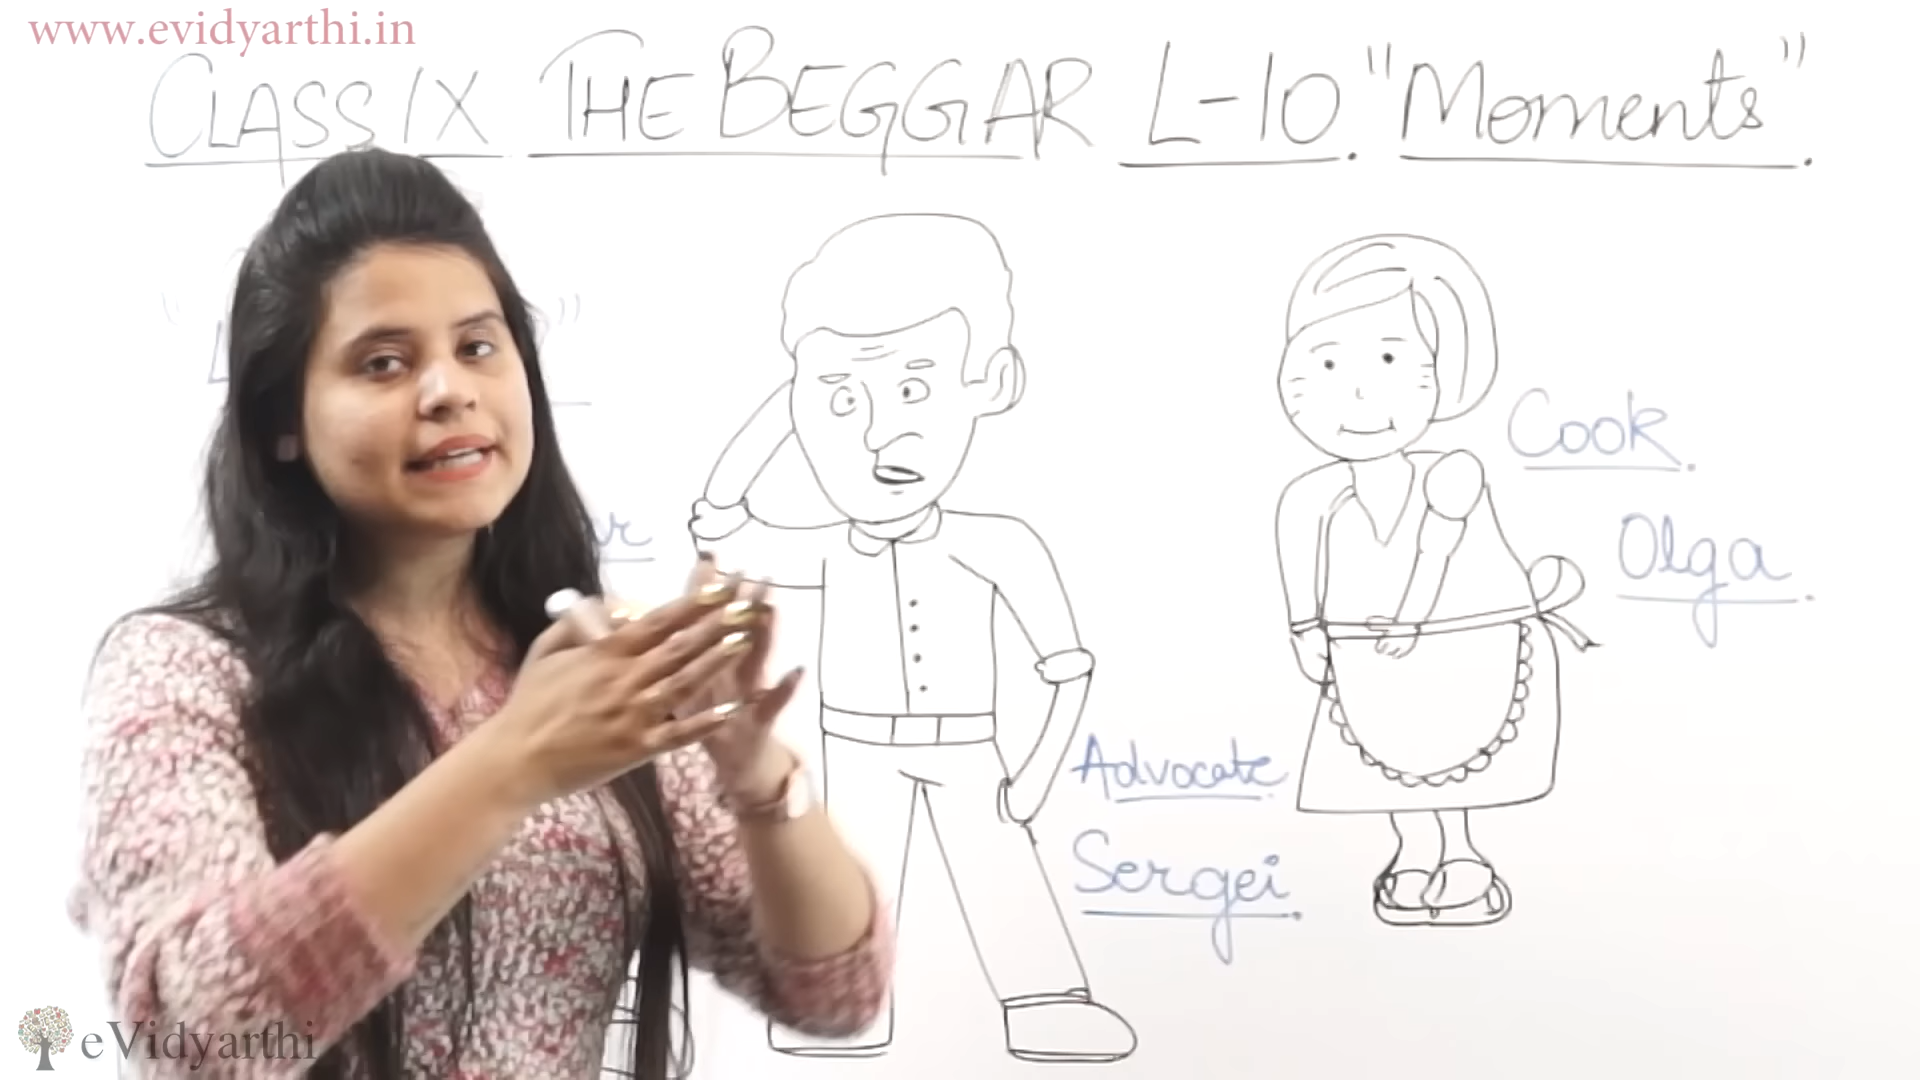 www.evidyarthi.in
CLASS IX THE BEGGAR L-10. "Moments".
Cook.
Olga.
Advocate
Sergei.
eVidyarthi